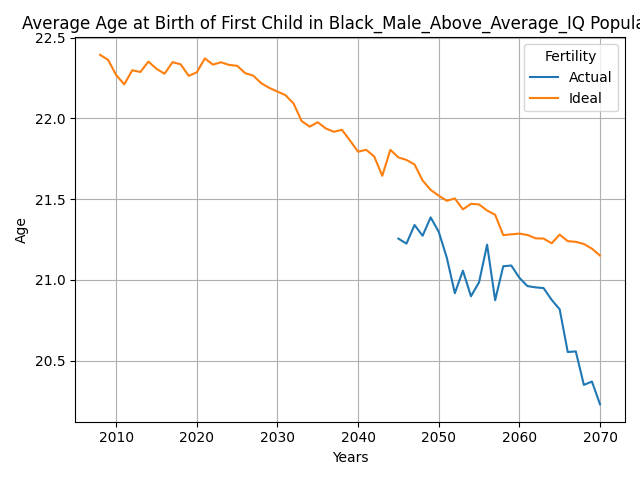 Average Age at Birth of First Child in Black_Male_Above_Average_IQ Popula
22.5
22.0
21.5
21.0
20.5
Age
Fertility
Actual
Ideal
2010 2020 2030 2040 2050 2060 2070
Years